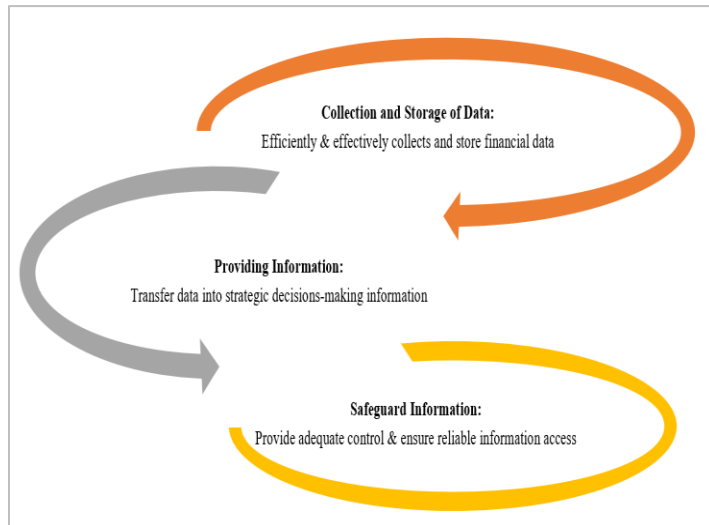 Collection and Storage of Data:
Efficiently & effectively collects and store financial data
Providing Information:
Transfer data into strategic decisions-making information
Safeguard Information:
Provide adequate control & ensure reliable information access